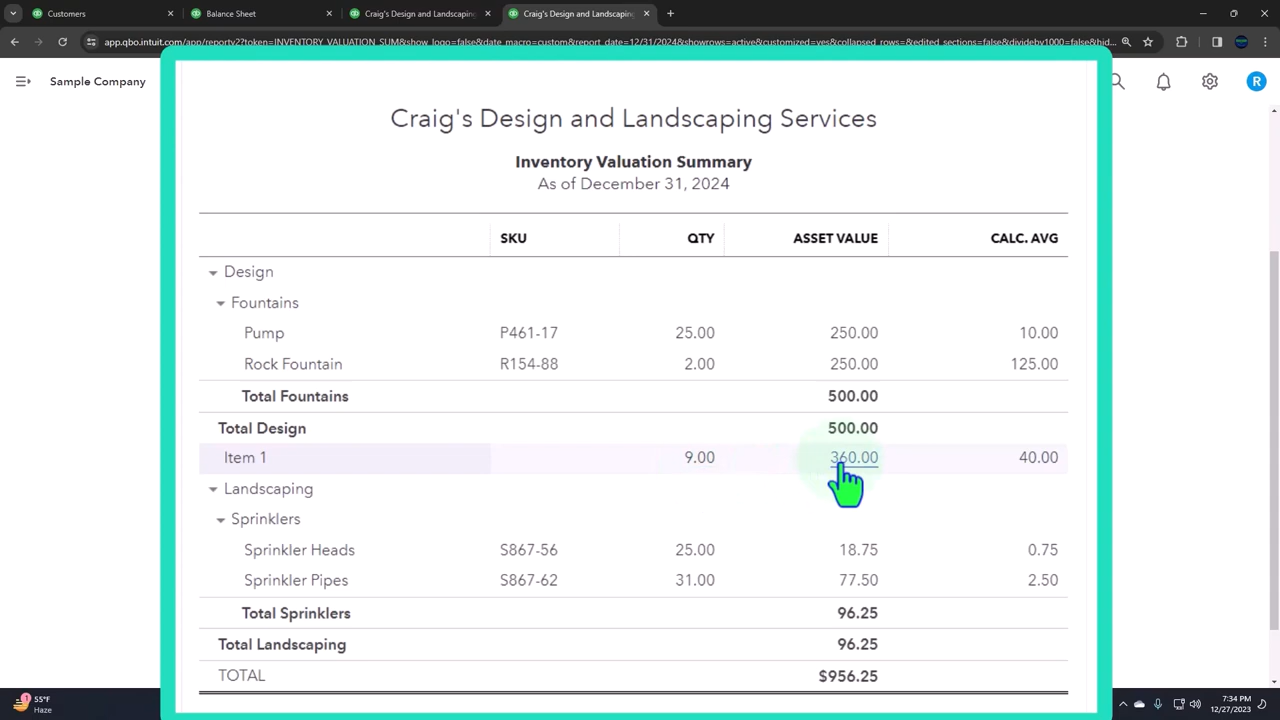 Customers
Balance Sheet
Craig's Design and Landscaping
Craig's Design and Landscaping
app.qbo.intuit.com/app/reportv2?token=INVENTORY_VALUATION_SUM&show_logo=false&date_macro=custom&report_date=12/31/2024&showrows=active&customized=yes&collapsed_rows=&edited_sections=false&divideby1000=false&hid...
Sample Company
R
Craig's Design and Landscaping Services
Inventory Valuation Summary
As of December 31, 2024
SKU QTY ASSET VALUE CALC. AVG
Design
Fountains
Pump P461-17 25.00 250.00 10.00
Rock Fountain R154-88 2.00 250.00 125.00
Total Fountains 500.00
Total Design 500.00
Item 1 9.00 360.00 40.00
Landscaping
Sprinklers
Sprinkler Heads S867-56 25.00 18.75 0.75
Sprinkler Pipes S867-62 31.00 77.50 2.50
Total Sprinklers 96.25
Total Landscaping 96.25
TOTAL $956.25
1
55°F
Haze
7:34 PM
12/27/2023